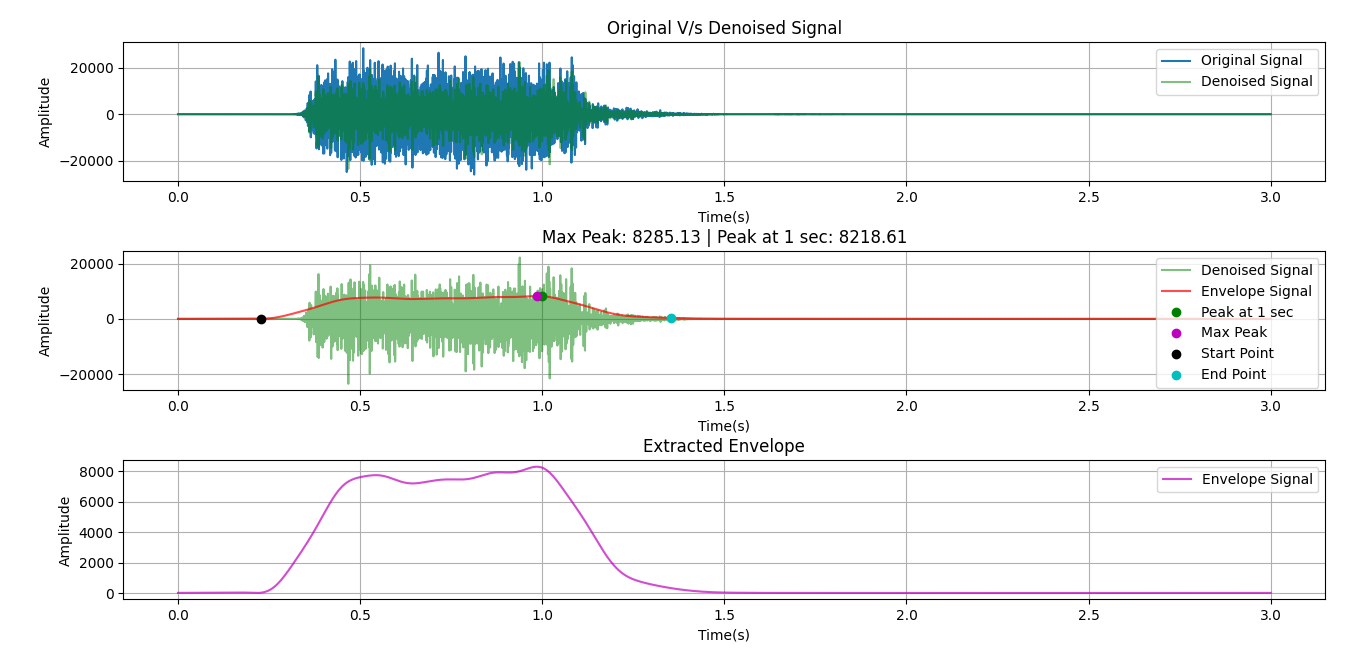 Original V/s Denoised Signal
20000
0
−20000
Amplitude
Original Signal
Denoised Signal
0.0 0.5 1.0 1.5 2.0 2.5 3.0
Time(s)
Max Peak: 8285.13 | Peak at 1 sec: 8218.61
20000
0
−20000
Amplitude
Denoised Signal
Envelope Signal
Peak at 1 sec
Max Peak
Start Point
End Point
0.0 0.5 1.0 1.5 2.0 2.5 3.0
Time(s)
Extracted Envelope
8000
6000
4000
2000
0
Amplitude
Envelope Signal
0.0 0.5 1.0 1.5 2.0 2.5 3.0
Time(s)